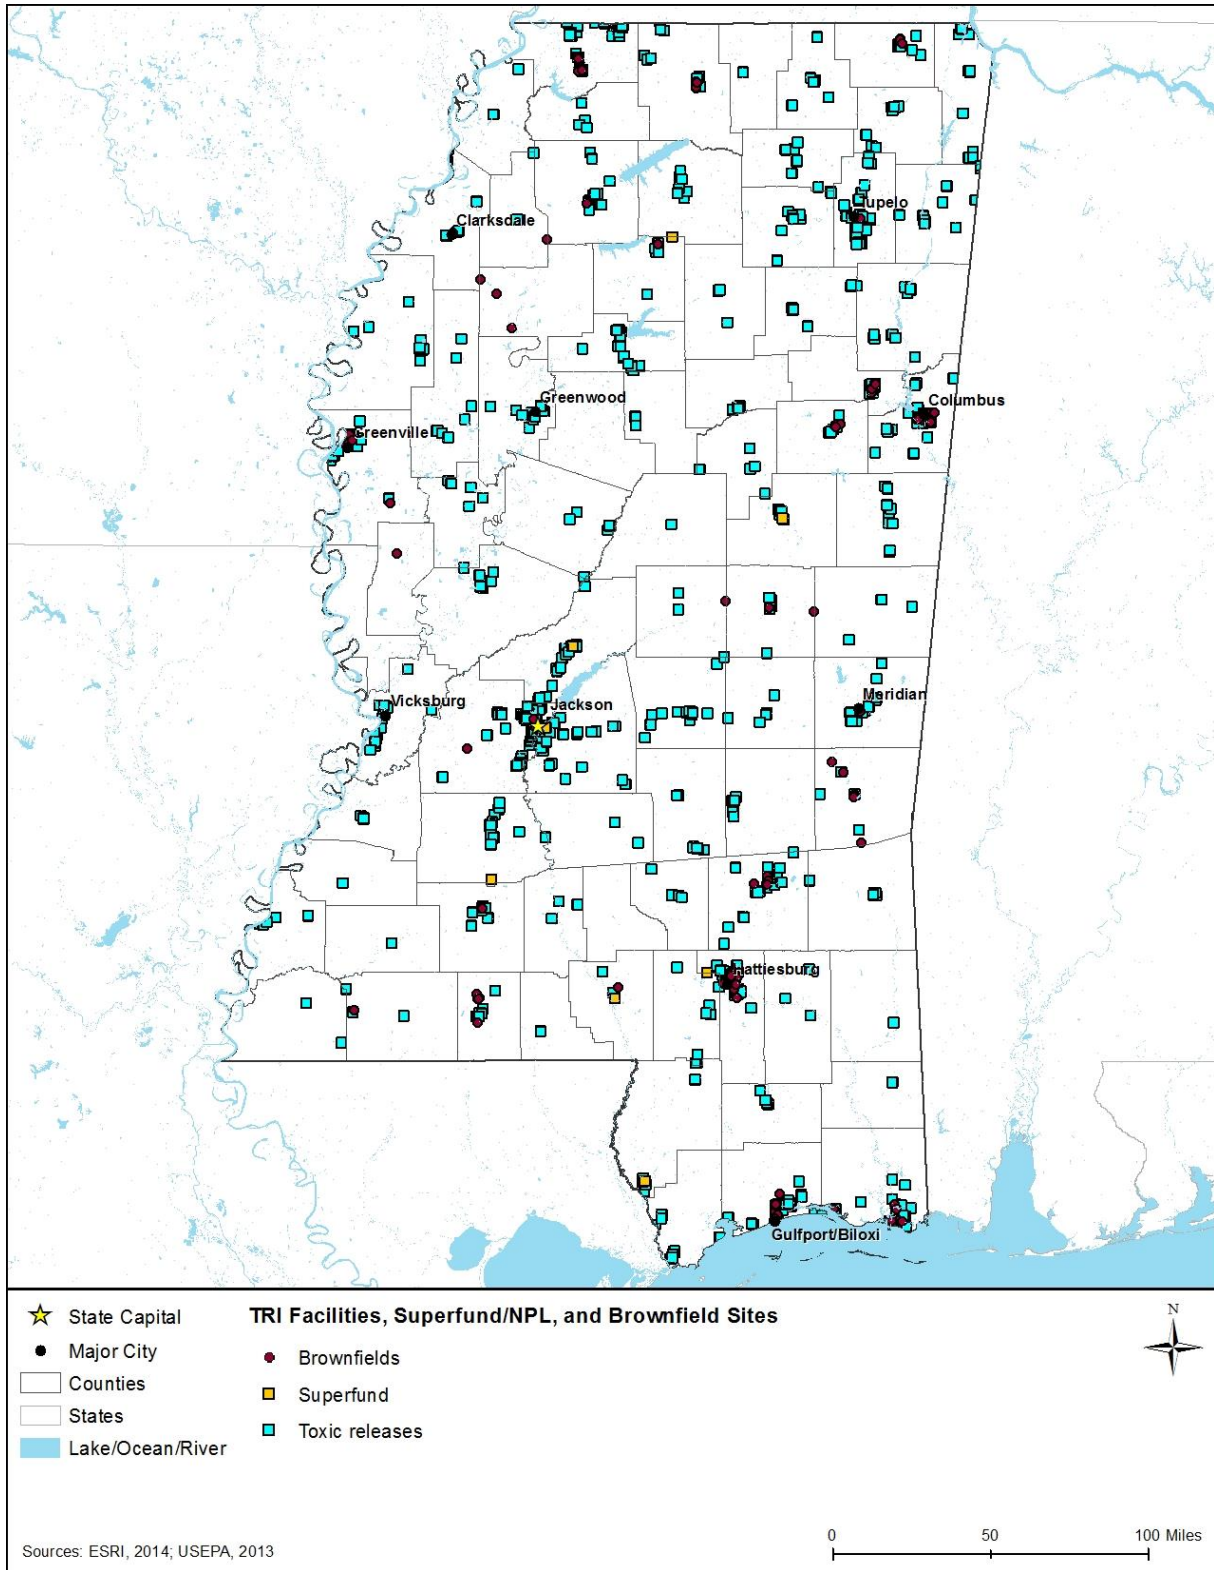 Tupelo
Clarksdale
Greenwood
Columbus
Greenville
Meridian
Vicksburg
Jackson
Hattiesburg
Gulfport/Biloxi
State Capital
Major City
Counties
States
Lake/Ocean/River
TRI Facilities, Superfund/NPL, and Brownfield Sites
Brownfields
Superfund
Toxic releases
N
Sources: ESRI, 2014; USEPA, 2013
0 50 100 Miles